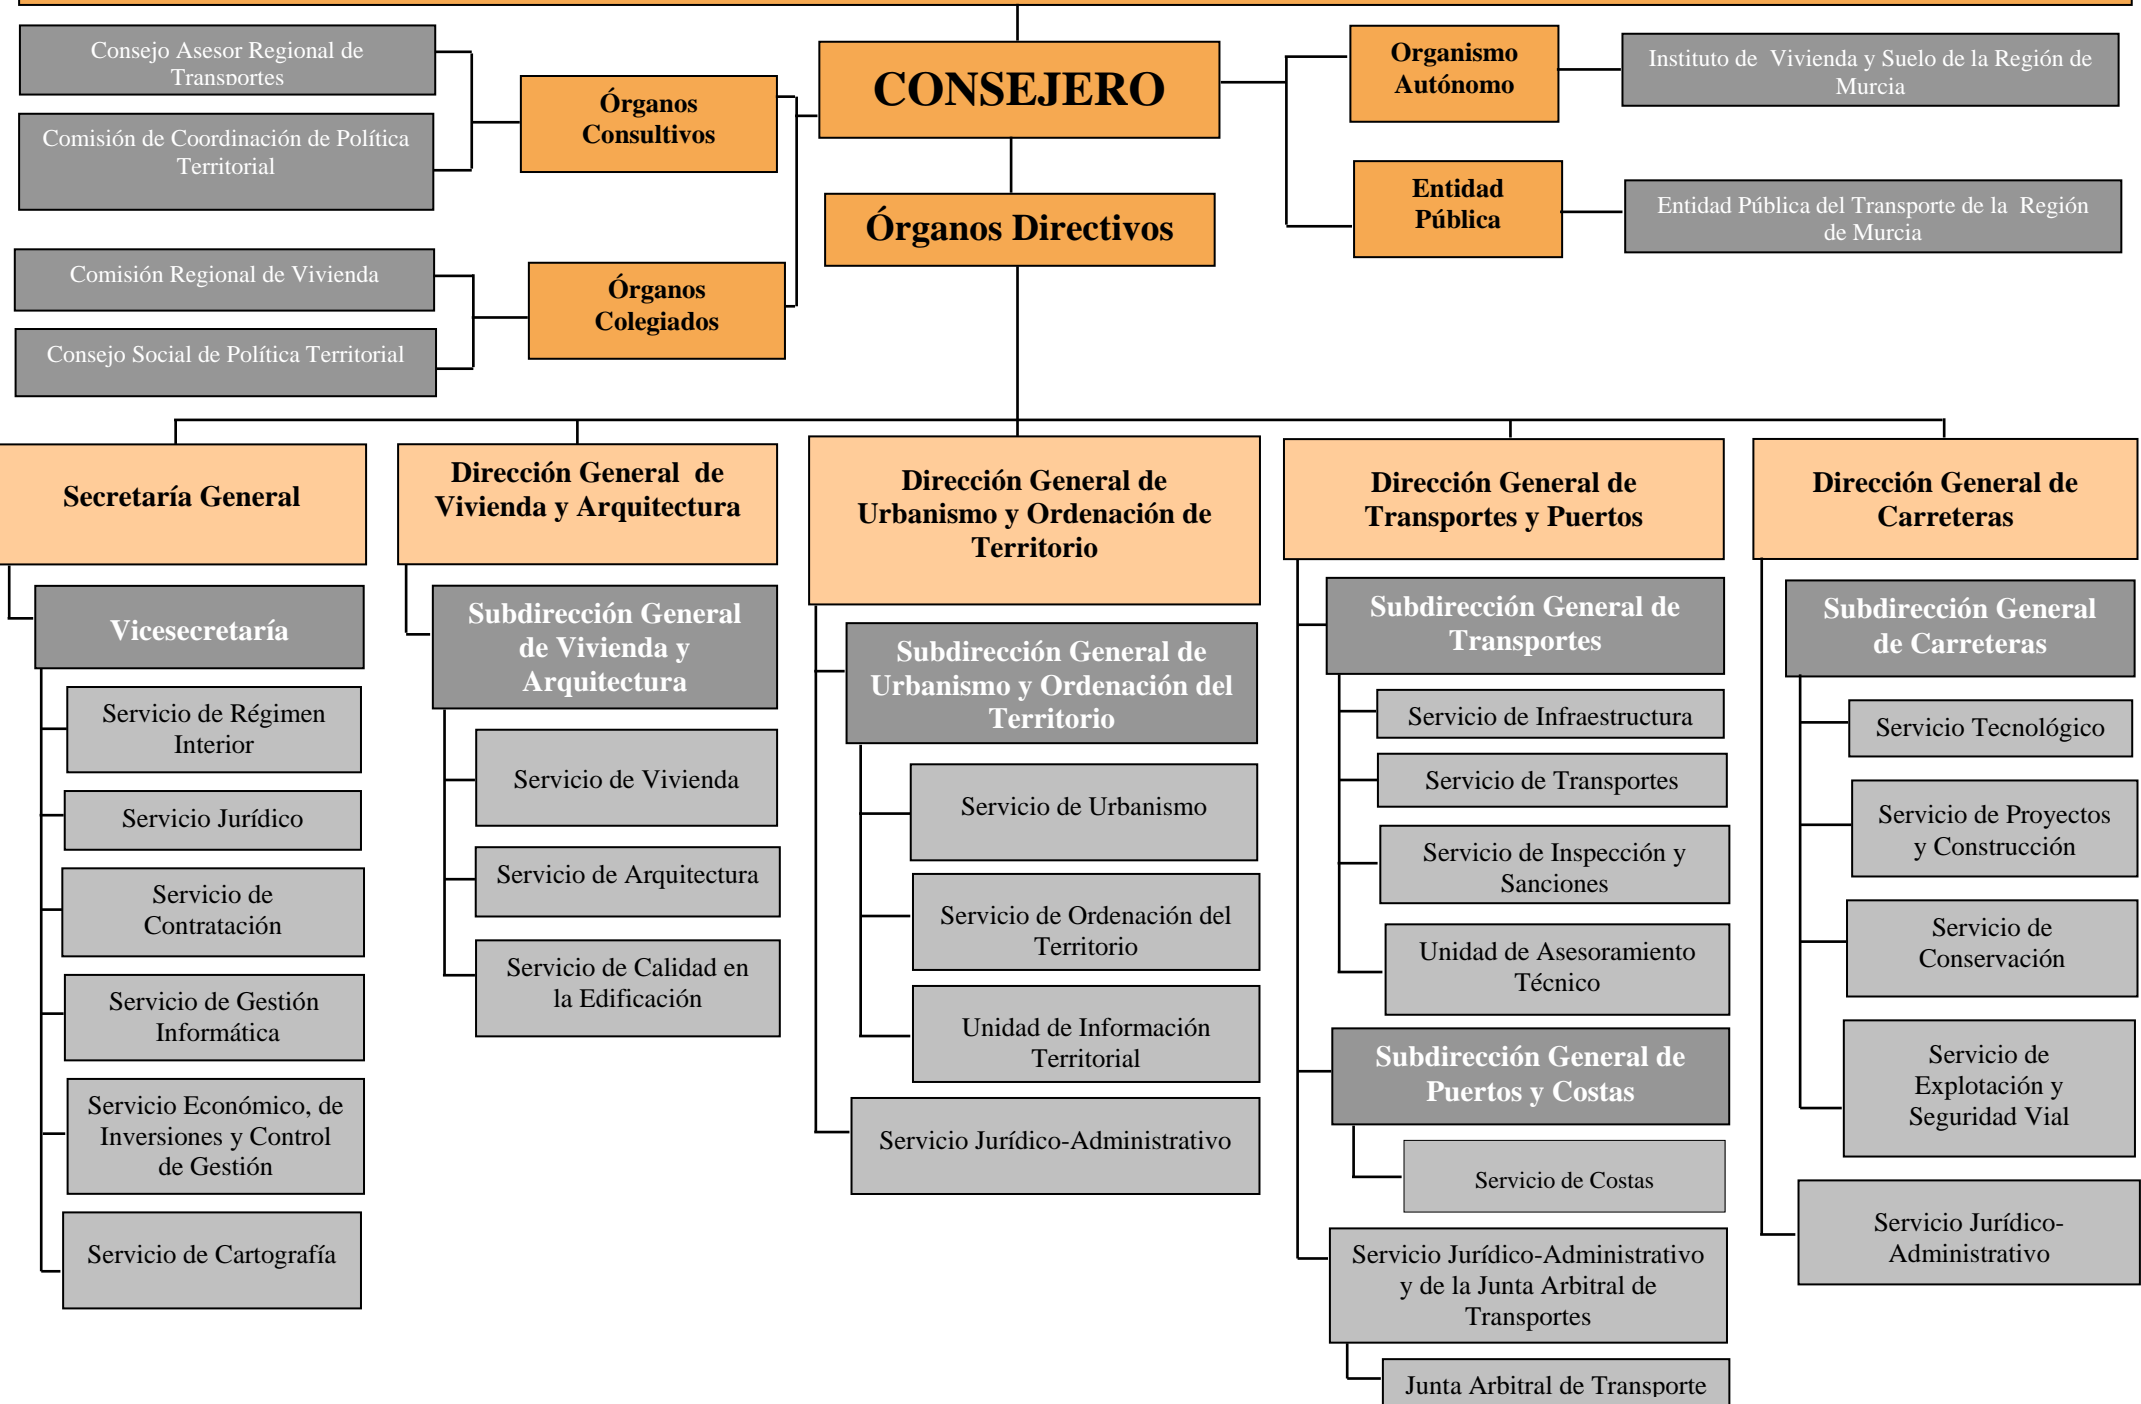 Consejo Asesor Regional de
Transportes
Comisión de Coordinación de Política
Territorial
Órganos
Consultivos
Comisión Regional de Vivienda
Consejo Social de Política Territorial
Órganos
Colegiados
CONSEJERO
Órganos Directivos
Organismo
Autónomo
Instituto de Vivienda y Suelo de la Región de
Murcia
Entidad
Pública
Entidad Pública del Transporte de la Región
de Murcia
Secretaría General
Vicesecretaría
Servicio de Régimen
Interior
Servicio Jurídico
Servicio de
Contratación
Servicio de Gestión
Informática
Servicio Económico, de
Inversiones y Control
de Gestión
Servicio de Cartografía
Dirección General de
Vivienda y Arquitectura
Subdirección General
de Vivienda y
Arquitectura
Servicio de Vivienda
Servicio de Arquitectura
Servicio de Calidad en
la Edificación
Dirección General de
Urbanismo y Ordenación de
Territorio
Subdirección General de
Urbanismo y Ordenación del
Territorio
Servicio de Urbanismo
Servicio de Ordenación del
Territorio
Unidad de Información
Territorial
Servicio Jurídico-Administrativo
Dirección General de
Transportes y Puertos
Subdirección General de
Transportes
Servicio de Infraestructura
Servicio de Transportes
Servicio de Inspección y
Sanciones
Unidad de Asesoramiento
Técnico
Subdirección General de
Puertos y Costas
Servicio de Costas
Servicio Jurídico-Administrativo
y de la Junta Arbitral de
Transportes
Junta Arbitral de Transporte
Dirección General de
Carreteras
Subdirección General
de Carreteras
Servicio Tecnológico
Servicio de Proyectos
y Construcción
Servicio de
Conservación
Servicio de
Explotación y
Seguridad Vial
Servicio Jurídico-
Administrativo